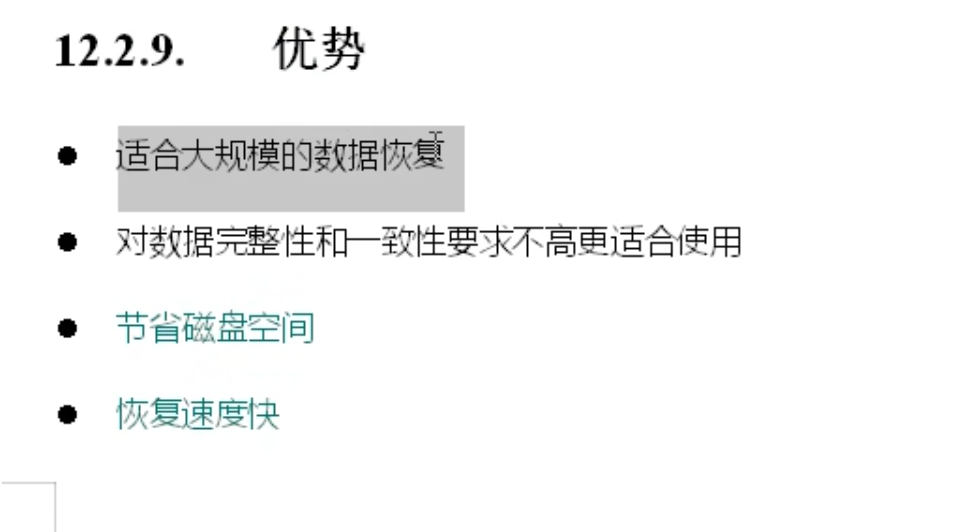 12.2.9. 优势
● 适合大规模的数据恢复
● 对数据完整性和一致性要求不高更适合使用
● 节省磁盘空间
● 恢复速度快